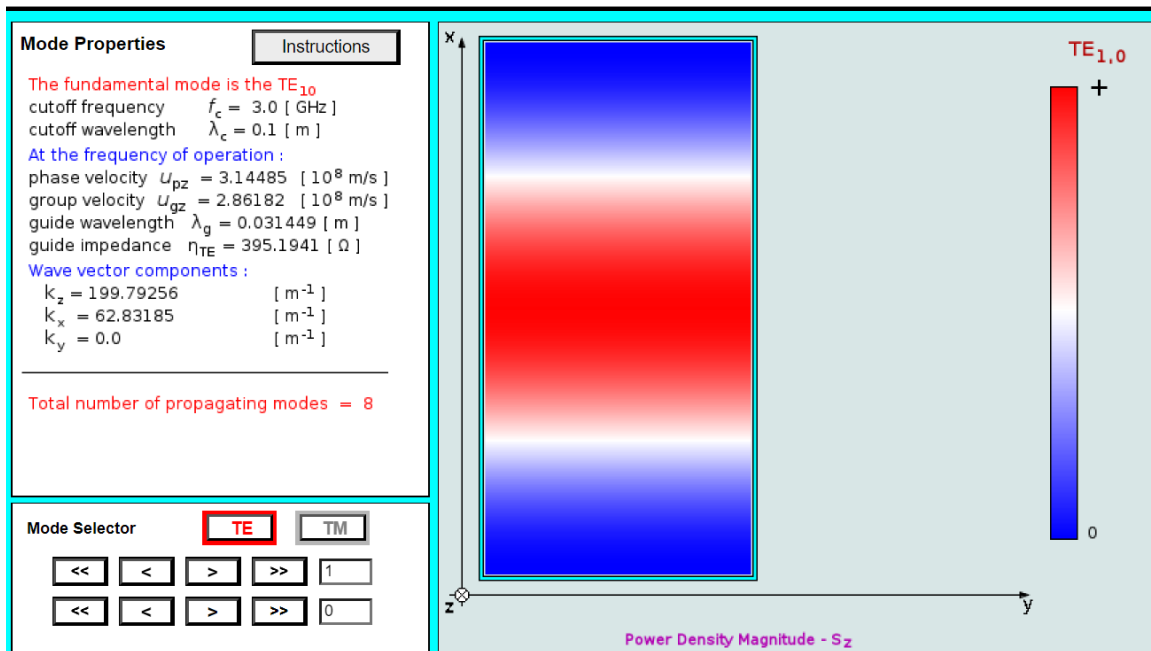 Mode Properties
Instructions
The fundamental mode is the TE10
cutoff frequency fc = 3.0 [ GHz ]
cutoff wavelength λc = 0.1 [ m ]
At the frequency of operation :
phase velocity upz = 3.14485 [ 10^8 m/s ]
group velocity ugz = 2.86182 [ 10^8 m/s ]
guide wavelength λg = 0.031449 [ m ]
guide impedance ηTE = 395.1941 [ Ω ]
Wave vector components :
kz = 199.79256 [ m^-1 ]
kx = 62.83185 [ m^-1 ]
ky = 0.0 [ m^-1 ]
Total number of propagating modes = 8
Mode Selector
TE
TM
<< < > >> 1
<< < > >> 0
x
TE1,0
+
0
z
y
Power Density Magnitude - Sz